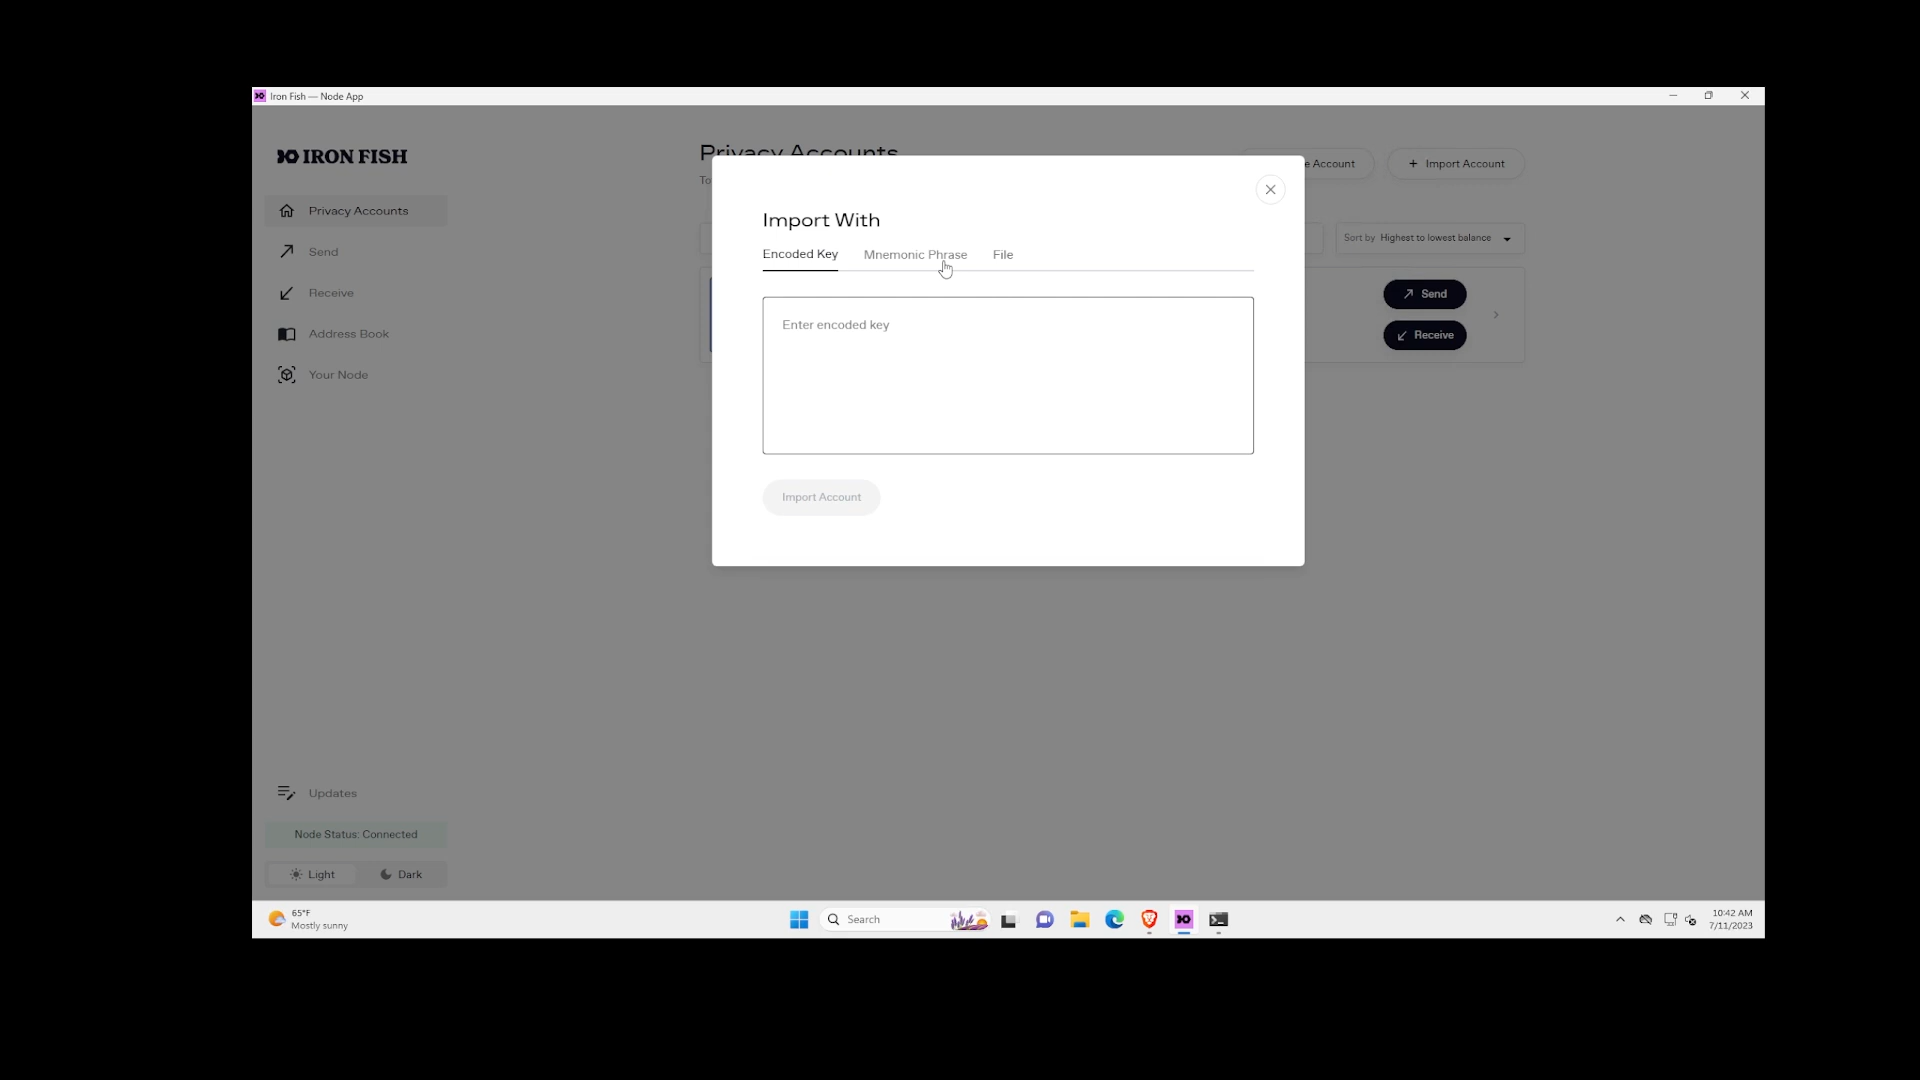 Iron Fish — Node App
IRON FISH
Privacy Accounts
Send
Receive
Address Book
Your Node
Updates
Node Status: Connected
Light
Dark
Privacy Accounts
To
Account
+ Import Account
Sort by Highest to lowest balance
Send
Receive
Import With
Encoded Key
Mnemonic Phrase
File
Enter encoded key
Import Account
65°F
Mostly sunny
Search
10:42 AM
7/11/2023